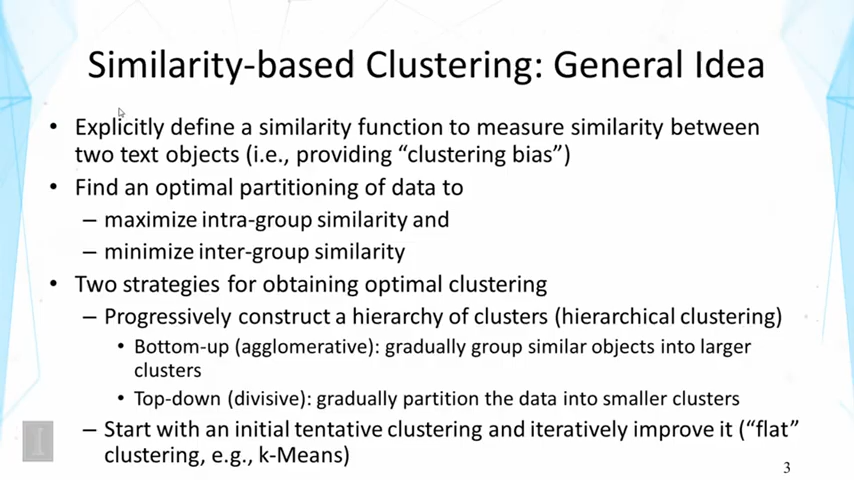 Similarity-based Clustering: General Idea
• Explicitly define a similarity function to measure similarity between
two text objects (i.e., providing “clustering bias”)
• Find an optimal partitioning of data to
– maximize intra-group similarity and
– minimize inter-group similarity
• Two strategies for obtaining optimal clustering
– Progressively construct a hierarchy of clusters (hierarchical clustering)
• Bottom-up (agglomerative): gradually group similar objects into larger
clusters
• Top-down (divisive): gradually partition the data into smaller clusters
– Start with an initial tentative clustering and iteratively improve it (“flat”
clustering, e.g., k-Means)
I
3